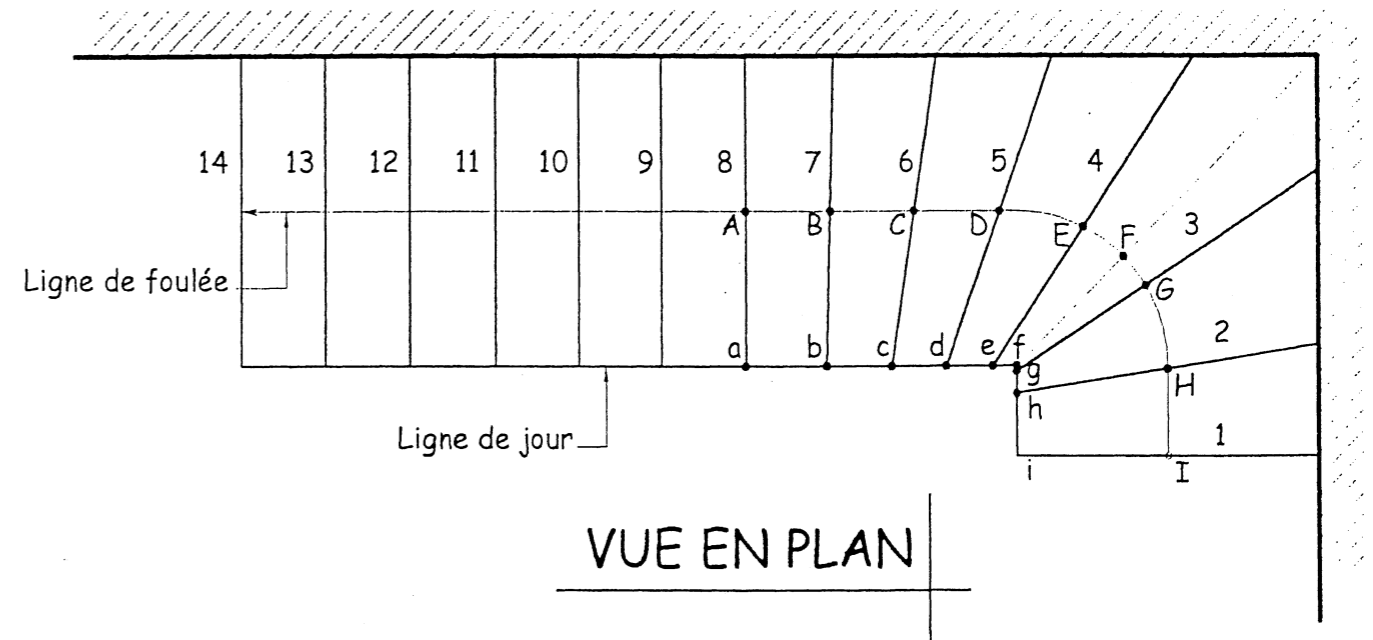 14 13 12 11 10 9 8 7 6 5 4
A B C D E F
3
G
Ligne de foulée
2
a b c d e f
g
H
h
Ligne de jour
1
i I
VUE EN PLAN